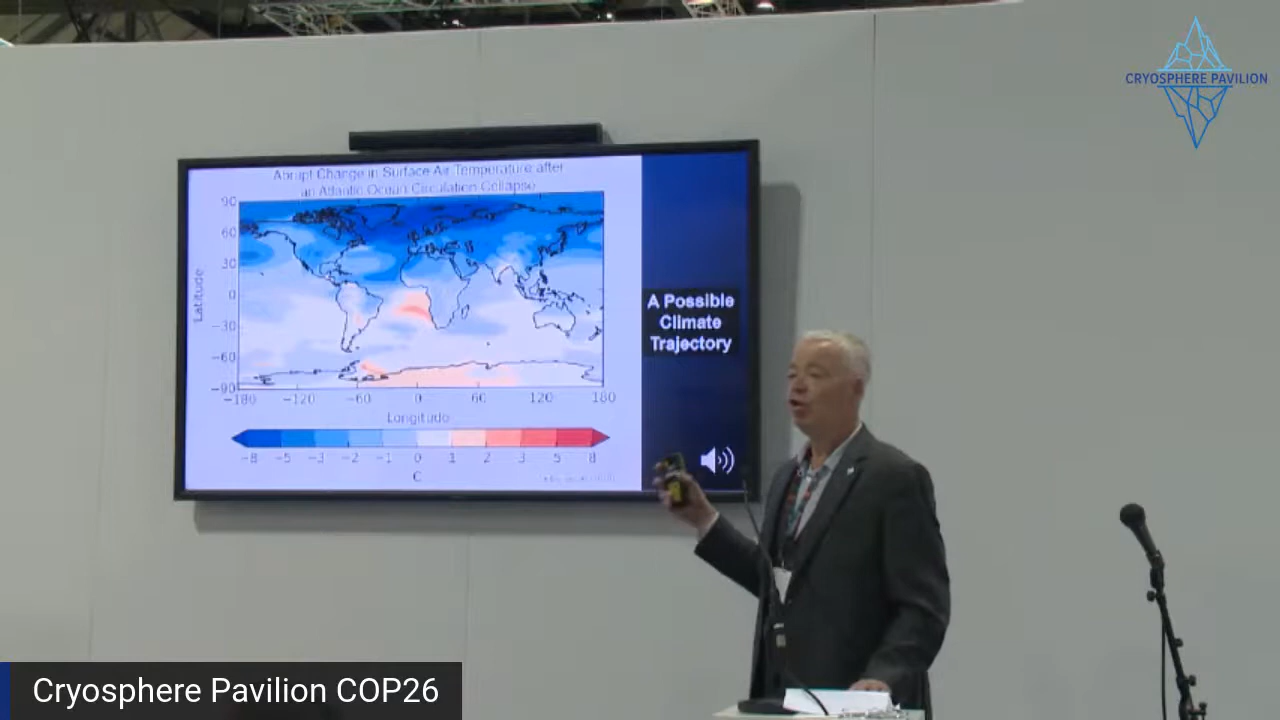 CRYOSPHERE PAVILION
Abrupt Change in Surface Air Temperature after
an Atlantic Ocean Circulation Collapse
90
60
30
0
−30
−60
−90
Latitude
−180 −120 −60 0 60 120 180
Longitude
−8 −5 −3 −2 −1 0 1 2 3 5 8
C
A Possible
Climate
Trajectory
Cryosphere Pavilion COP26